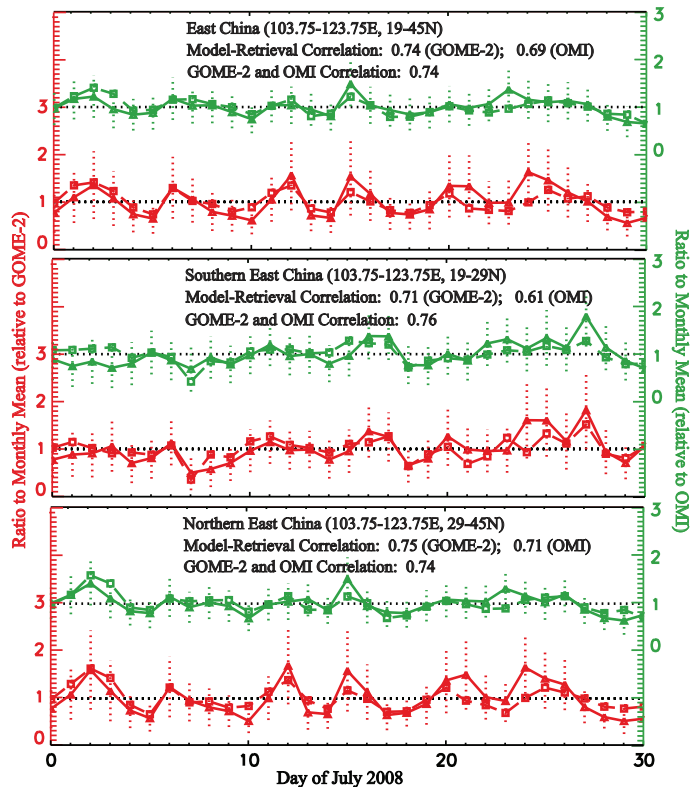 East China (103.75-123.75E, 19-45N)
Model-Retrieval Correlation: 0.74 (GOME-2); 0.69 (OMI)
GOME-2 and OMI Correlation: 0.74
3
2
1
0
3
2
1
0
Southern East China (103.75-123.75E, 19-29N)
Model-Retrieval Correlation: 0.71 (GOME-2); 0.61 (OMI)
GOME-2 and OMI Correlation: 0.76
3
2
1
0
3
2
1
0
Northern East China (103.75-123.75E, 29-45N)
Model-Retrieval Correlation: 0.75 (GOME-2); 0.71 (OMI)
GOME-2 and OMI Correlation: 0.74
3
2
1
0
3
2
1
0
Ratio to Monthly Mean (relative to GOME-2)
Ratio to Monthly Mean (relative to OMI)
0 10 20 30
Day of July 2008